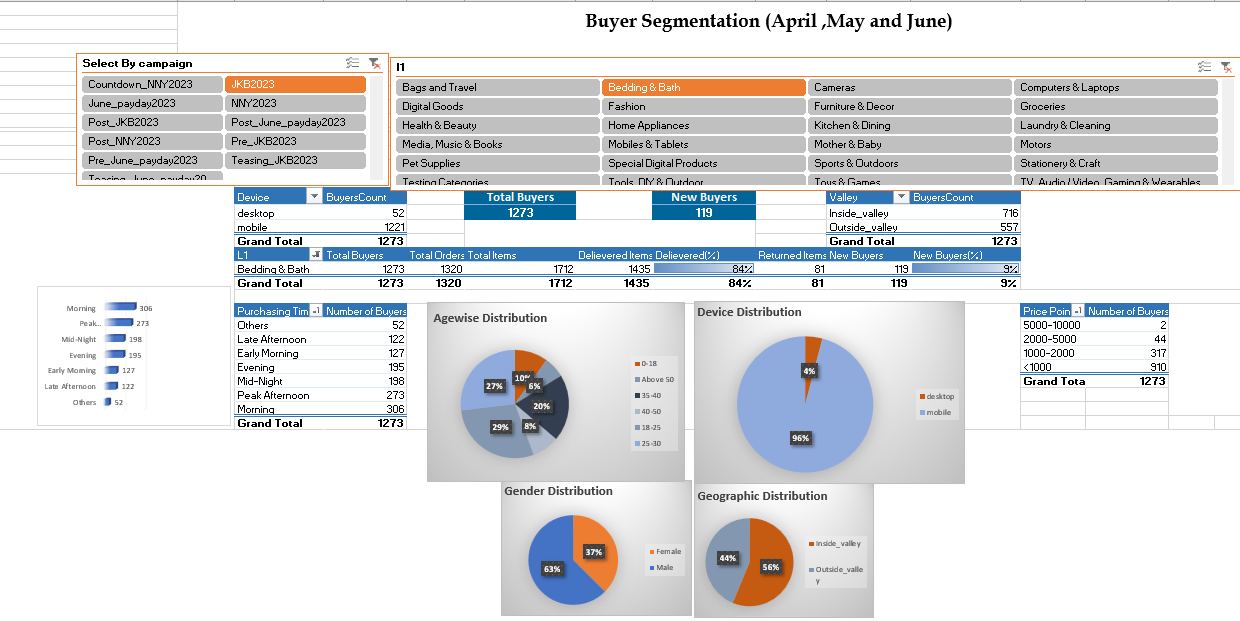 Buyer Segmentation (April ,May and June)
Select By campaign
Countdown_NNY2023 JKB2023
June_payday2023 NNY2023
Post_JKB2023 Post_June_payday2023
Post_NNY2023 Pre_JKB2023
Pre_June_payday2023 Teasing_JKB2023
Teasing_June_payday20
l1
Bags and Travel Bedding & Bath Cameras Computers & Laptops
Digital Goods Fashion Furniture & Decor Groceries
Health & Beauty Home Appliances Kitchen & Dining Laundry & Cleaning
Media, Music & Books Mobiles & Tablets Mother & Baby Motors
Pet Supplies Special Digital Products Sports & Outdoors Stationery & Craft
Testing Categories Tools, DIY & Outdoor Toys & Games TV, Audio / Video, Gaming & Wearables
Device BuyersCount
desktop 52
mobile 1221
Grand Total 1273
Total Buyers
1273
New Buyers
119
Valley BuyersCount
Inside_valley 716
Outside_valley 557
Grand Total 1273
L1 Total Buyers Total Orders Total Items Delievered Items Delievered(%) Returned Items New Buyers New Buyers(%)
Bedding & Bath 1273 1320 1712 1435 84% 81 119 9%
Grand Total 1273 1320 1712 1435 84% 81 119 9%
Morning 306
Peak... 273
Mid-Night 198
Evening 195
Early Morning 127
Late Afternoon 122
Others 52
Purchasing Tim Number of Buyers
Others 52
Late Afternoon 122
Early Morning 127
Evening 195
Mid-Night 198
Peak Afternoon 273
Morning 306
Grand Total 1273
Agewise Distribution
10%
6%
20%
8%
29%
27%
0-18
Above 50
35-40
40-50
18-25
25-30
Device Distribution
4%
96%
desktop
mobile
Price Poin Number of Buyers
5000-10000 2
2000-5000 44
1000-2000 317
<1000 910
Grand Tota 1273
Gender Distribution
37%
63%
Female
Male
Geographic Distribution
44%
56%
Inside_valley
Outside_valle
y